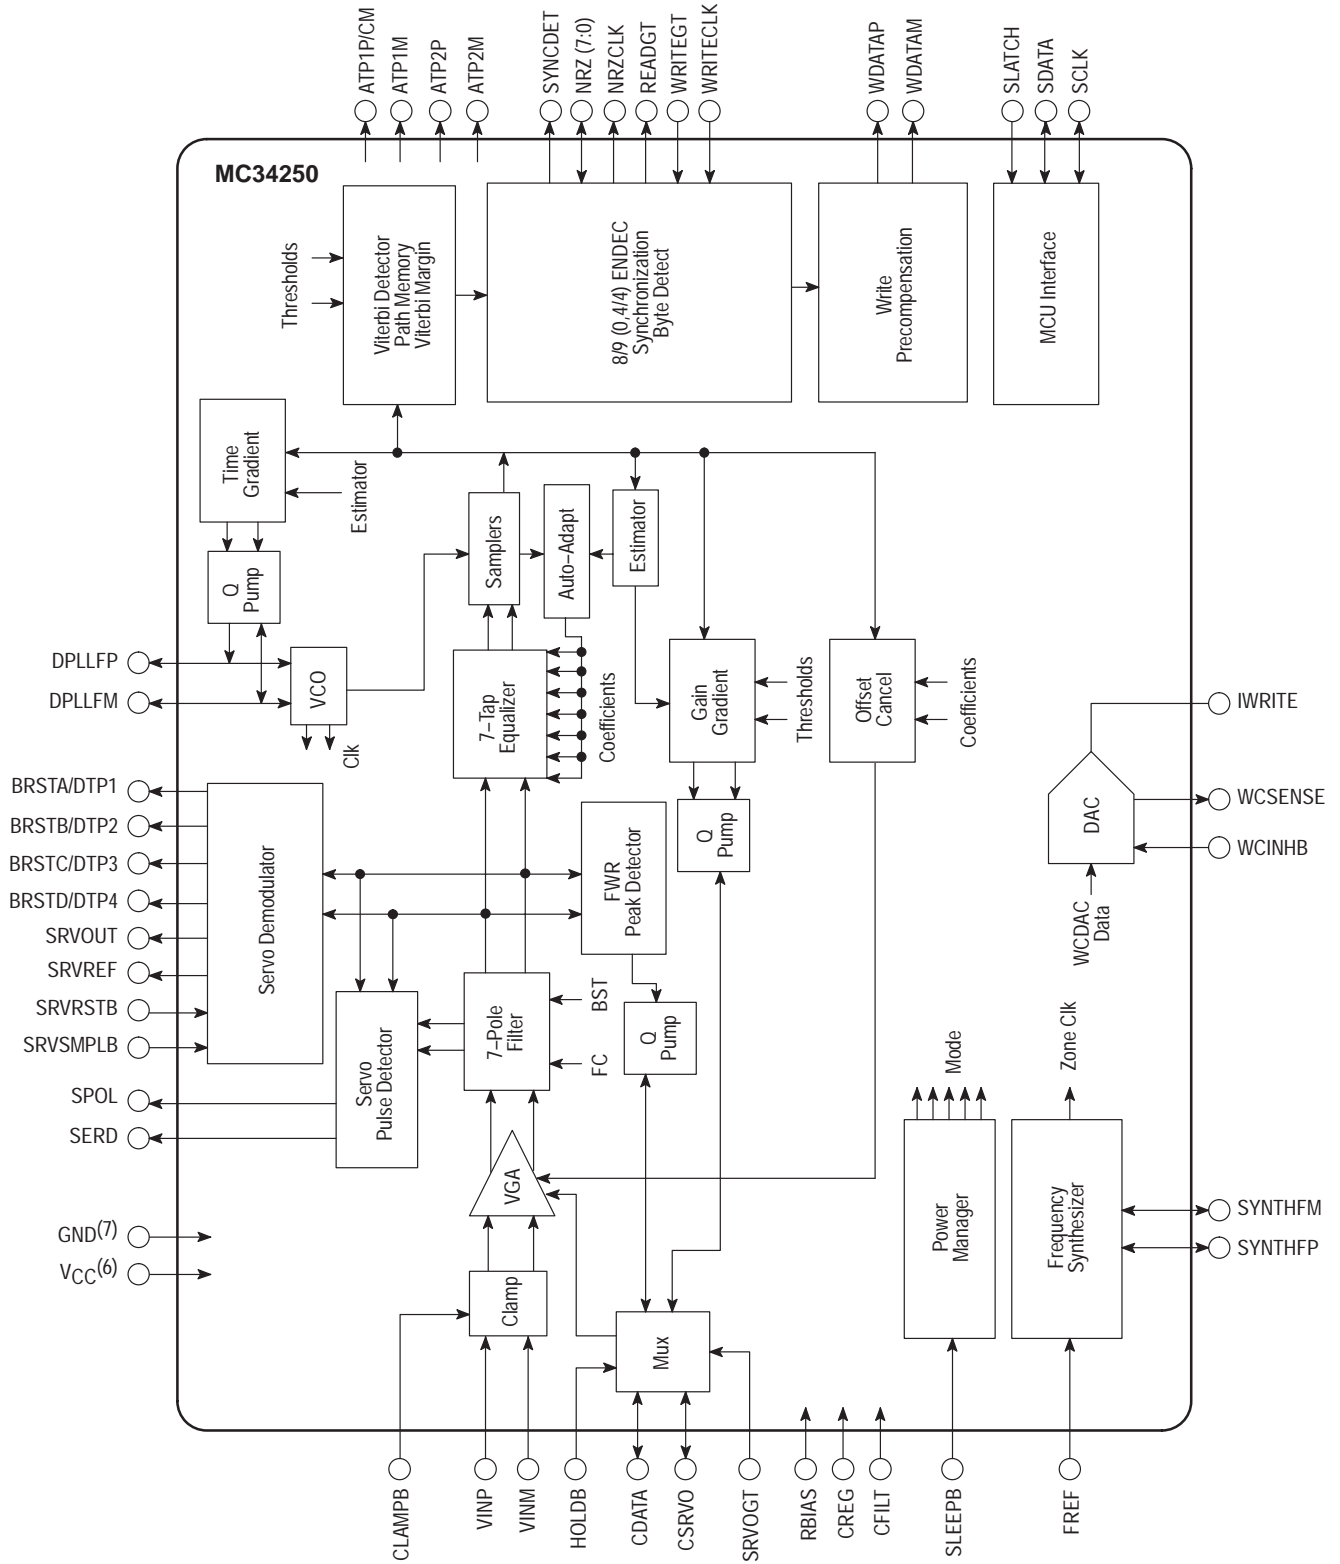 ATP1P/CM
ATP1M
ATP2P
ATP2M
SYNCDET
NRZ (7:0)
NRZCLK
READGT
WRITEGT
WRITECLK
WDATAP
WDATAM
SLATCH
SDATA
SCLK
MC34250
Thresholds
Viterbi Detector
Path Memory
Viterbi Margin
8/9 (0,4/4) ENDEC
Synchronization
Byte Detect
Write
Precompensation
MCU Interface
Time
Gradient
Estimator
Q
Pump
Samplers
Auto–Adapt
Estimator
DPLLFP
DPLLFM
VCO
Clk
7–Tap
Equalizer
Coefficients
Gain
Gradient
Thresholds
Offset
Cancel
Coefficients
Q
Pump
IWRITE
WCSENSE
WCINHB
DAC
WCDAC
Data
BRSTA/DTP1
BRSTB/DTP2
BRSTC/DTP3
BRSTD/DTP4
SRVOUT
SRVREF
SRVRSTB
SRVSMPLB
Servo Demodulator
FWR
Peak Detector
SPOL
SERD
Servo
Pulse Detector
7–Pole
Filter
BST
FC
Q
Pump
Mode
Zone Clk
VGA
GND(7)
VCC(6)
Clamp
Mux
Power
Manager
Frequency
Synthesizer
SYNTHFM
SYNTHFP
CLAMPB
VINP
VINM
HOLDB
CDATA
CSRVO
SRVOGT
RBIAS
CREG
CFILT
SLEEPB
FREF